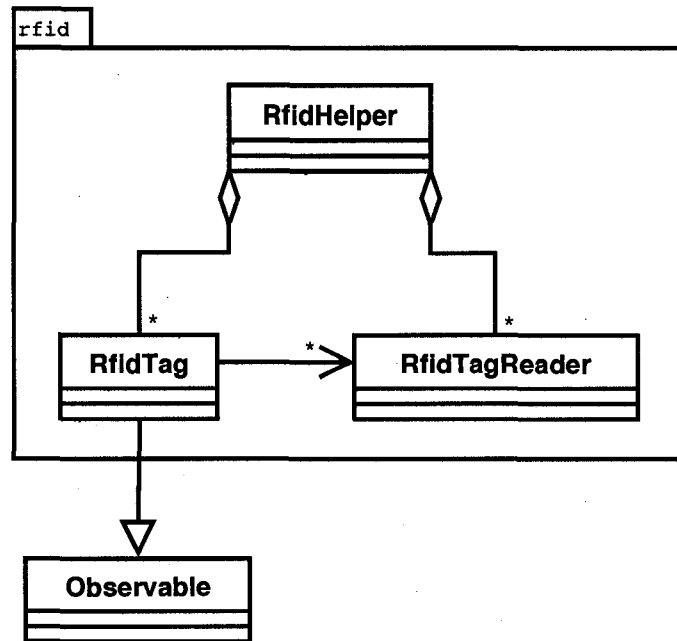 rfid
RfidHelper
*
*
*
RfidTag
RfidTagReader
Observable